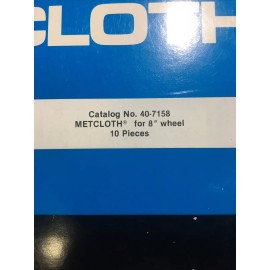 CLOTH
Catalog No. 40-7158
METCLOTH® for 8" wheel
10 Pieces